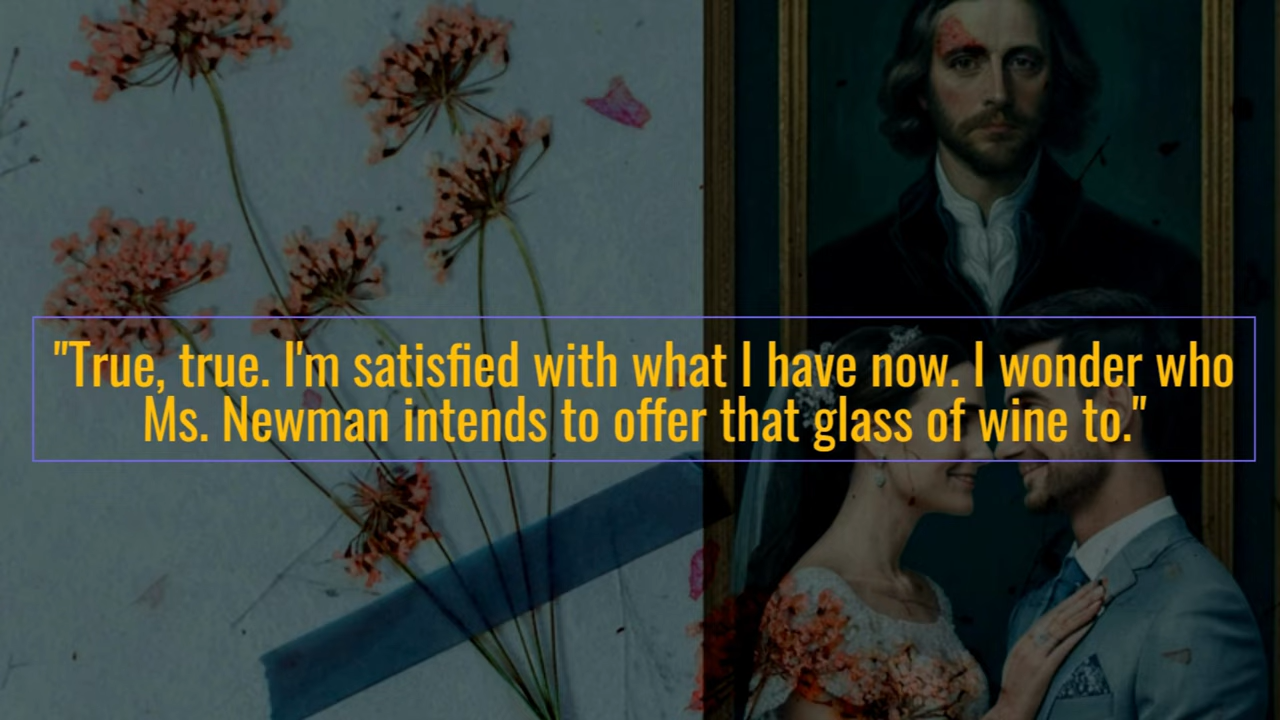 "True, true. I'm satisfied with what I have now. I wonder who
Ms. Newman intends to offer that glass of wine to."